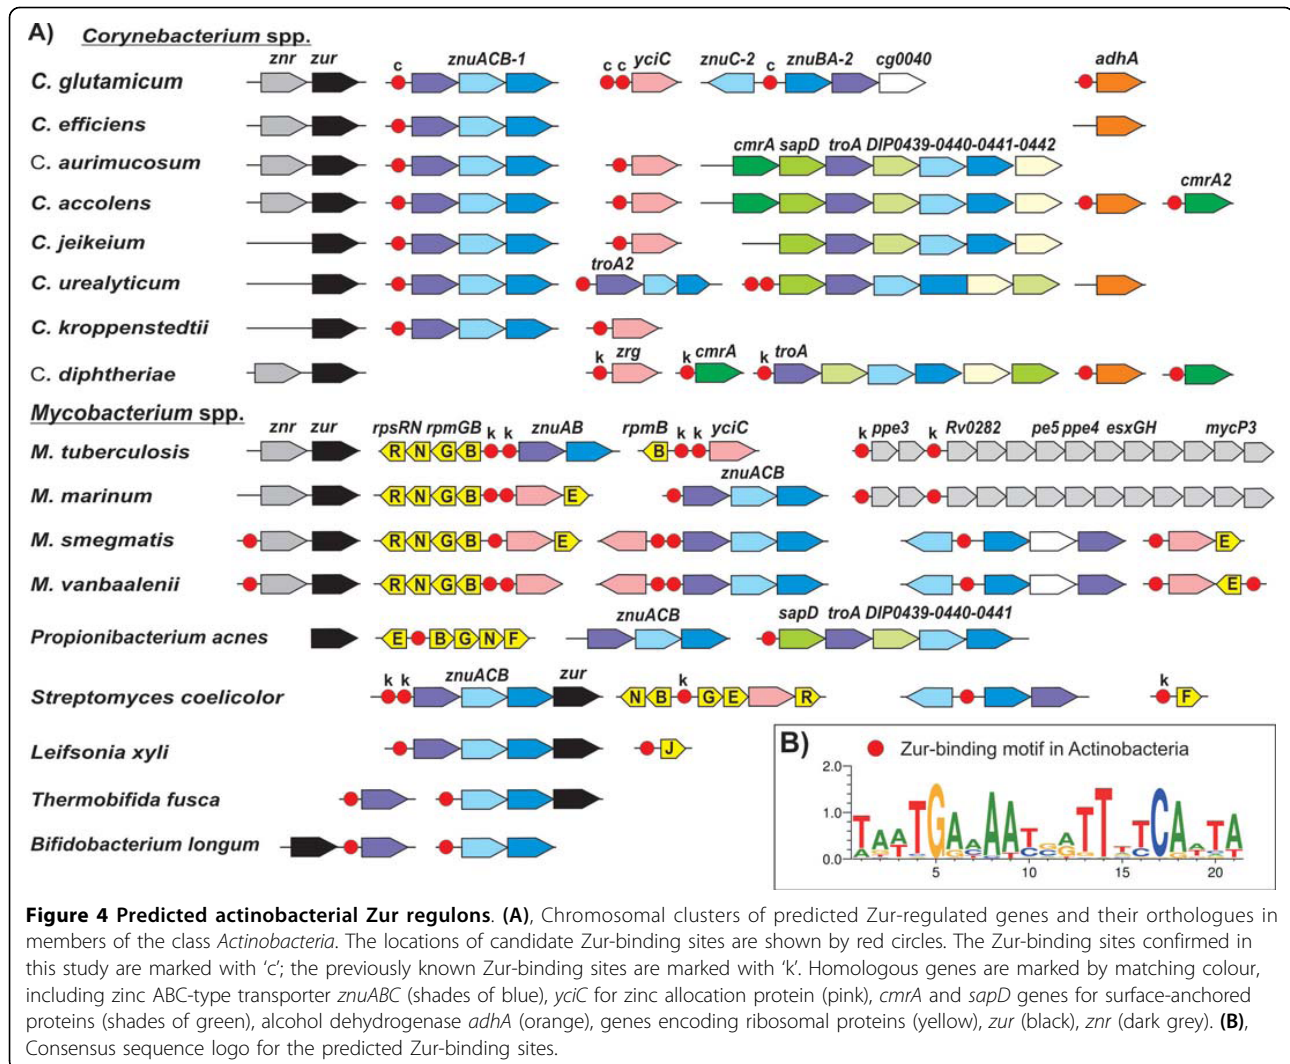 A) Corynebacterium spp.
znr zur c znuACB-1 c c yciC znuC-2 c znuBA-2 cg0040 adhA
C. glutamicum
C. efficiens
cmrA sapD troA DIP0439-0440-0441-0442
C. aurimucosum
cmrA2
C. accolens
C. jeikeium
troA2
C. urealyticum
C. kroppenstedtii
k zrg k cmrA k troA
C. diphtheriae
Mycobacterium spp.
znr zur rpsRN rpmGB k k znuAB rpmB k k yciC k ppe3 k Rv0282 pe5 ppe4 esxGH mycP3
M. tuberculosis R N G B B
znuACB
M. marinum R N G B E
M. smegmatis R N G B E E
M. vanbaalenii R N G B E
znuACB sapD troA DIP0439-0440-0441
Propionibacterium acnes E B G N F
k k znuACB zur k k
Streptomyces coelicolor N B G E R F
Leifsonia xyli J
Thermobifida fusca
Bifidobacterium longum
B) Zur-binding motif in Actinobacteria
2.0
1.0
0.0
5 10 15 20
Figure 4 Predicted actinobacterial Zur regulons. (A), Chromosomal clusters of predicted Zur-regulated genes and their orthologues in
members of the class Actinobacteria. The locations of candidate Zur-binding sites are shown by red circles. The Zur-binding sites confirmed in
this study are marked with ‘c’; the previously known Zur-binding sites are marked with ‘k’. Homologous genes are marked by matching colour,
including zinc ABC-type transporter znuABC (shades of blue), yciC for zinc allocation protein (pink), cmrA and sapD genes for surface-anchored
proteins (shades of green), alcohol dehydrogenase adhA (orange), genes encoding ribosomal proteins (yellow), zur (black), znr (dark grey). (B),
Consensus sequence logo for the predicted Zur-binding sites.